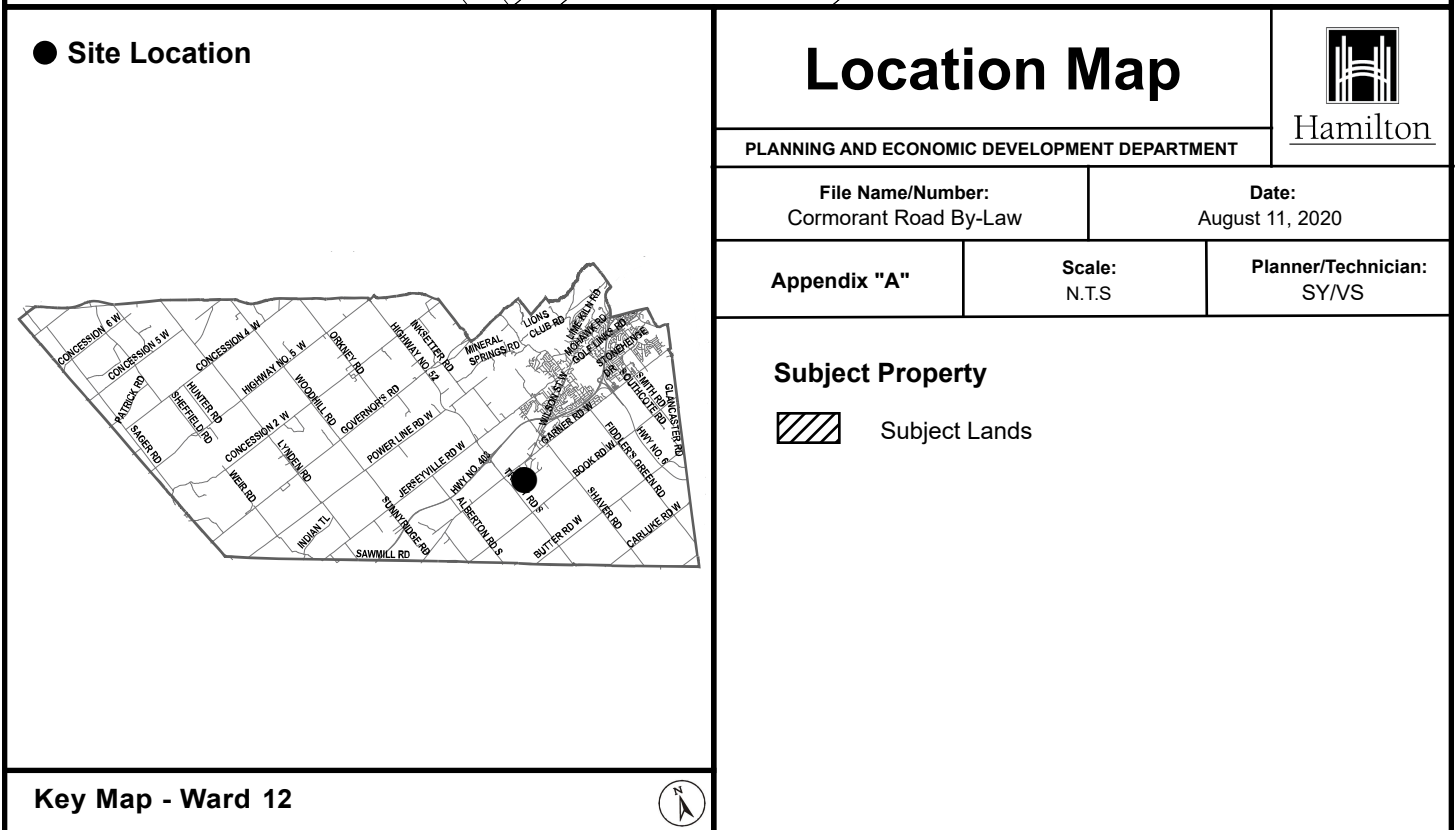 Site Location
Location Map
Hamilton
PLANNING AND ECONOMIC DEVELOPMENT DEPARTMENT
File Name/Number:
Cormorant Road By-Law
Date:
August 11, 2020
Appendix "A"
Scale:
N.T.S
Planner/Technician:
SY/VS
Subject Property
Subject Lands
CONCESSION 6 W
CONCESSION 5 W
CONCESSION 4 W
HIGHWAY NO. 5 W
ORKNEY RD
HIGHWAY NO. 52
INKSETTER RD
MINERAL
SPRINGS RD
LIONS
CLUB RD
LIME KILN RD
MOHAWK RD
GOLF LINKS RD
STONEHENGE
DR
SMITH RD
SOUTHCOTE RD
GLANCASTER RD
PATRICK RD
HUNTER RD
SHEFFIELD RD
WOODHILL RD
GOVERNOR'S RD
WILSON ST W
GARNER RD W
SAGER RD
CONCESSION 2 W
LYNDEN RD
POWER LINE RD W
JERSEYVILLE RD W
HWY NO. 403
FIDDLER'S GREEN RD
HWY NO. 6
BOOK RD W
WEIR RD
RD S
SHAVER RD
INDIAN TL
SUNNYRIDGE RD
ALBERTON RD S
BUTTER RD W
CARLUKE RD W
SAWMILL RD
Key Map - Ward 12
N